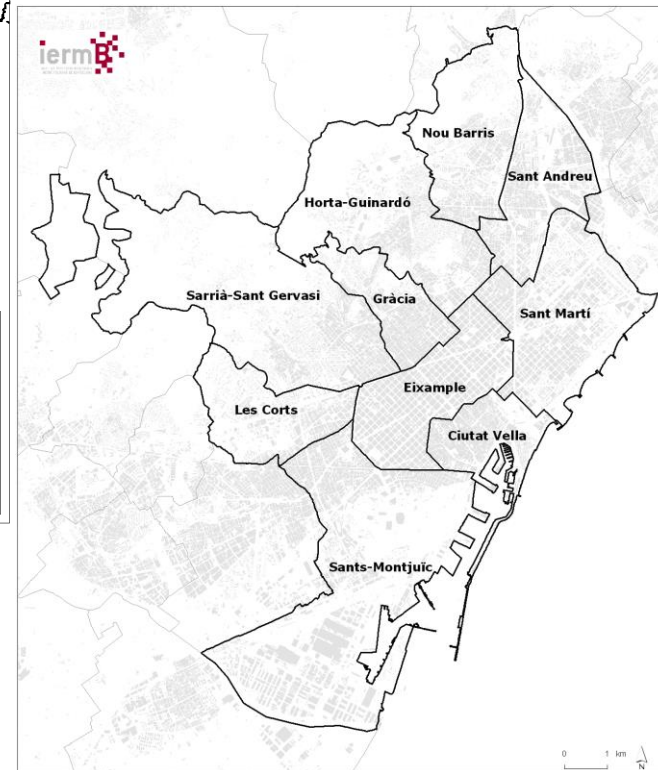 iermB
Nou Barris
Sant Andreu
Horta-Guinardó
Sarrià-Sant Gervasi
Gràcia
Sant Martí
Eixample
Les Corts
Ciutat Vella
Sants-Montjuïc
0 1 km
N